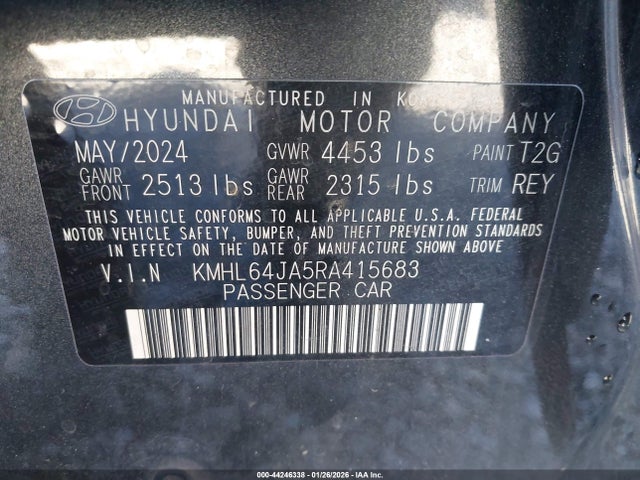 MANUFACTURED IN
HYUNDAI MOTOR COMPANY
MAY/2024 GVWR 4453 lbs PAINT T2G
GAWR FRONT 2513 lbs GAWR REAR 2315 lbs TRIM REY
THIS VEHICLE CONFORMS TO ALL APPLICABLE U.S.A. FEDERAL
MOTOR VEHICLE SAFETY, BUMPER, AND THEFT PREVENTION STANDARDS
IN EFFECT ON THE DATE OF MANUFACTURE SHOWN ABOVE
V.I.N KMHL64JA5RA415683
PASSENGER CAR
000-44246338 - 01/26/2026 - IAA Inc.